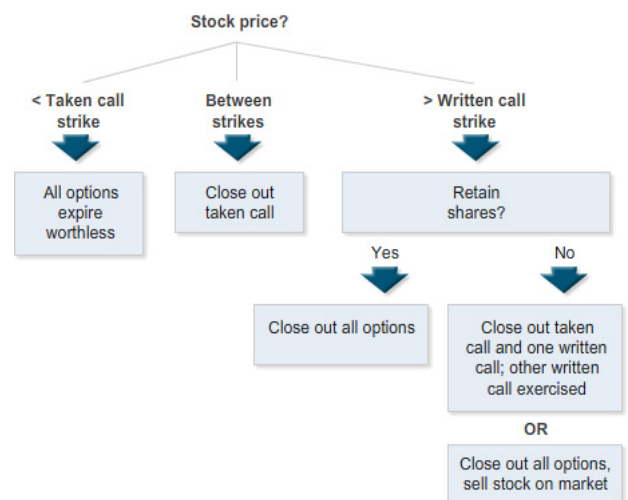 Stock price?
< Taken call
strike
Between
strikes
> Written call
strike
All options
expire
worthless
Close out
taken call
Retain
shares?
Yes
No
Close out all options
Close out taken
call and one written
call; other written
call exercised
OR
Close out all options,
sell stock on market